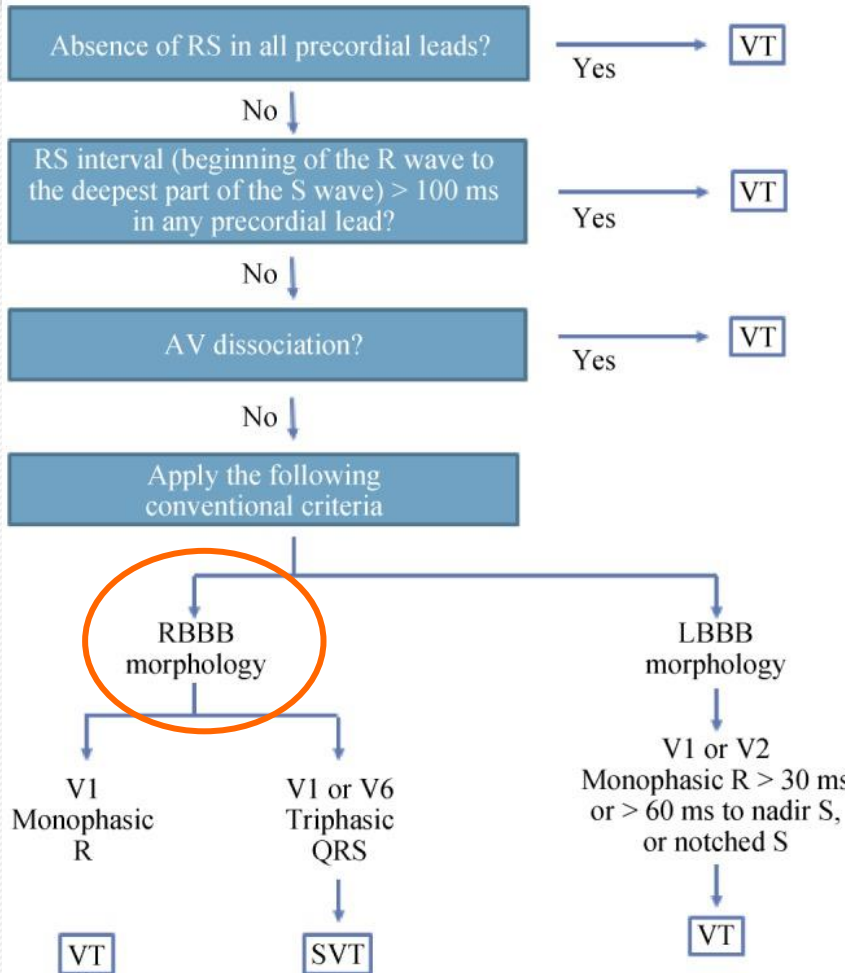 Absence of RS in all precordial leads?
Yes
VT
No
RS interval (beginning of the R wave to
the deepest part of the S wave) > 100 ms
in any precordial lead?
Yes
VT
No
AV dissociation?
Yes
VT
No
Apply the following
conventional criteria
RBBB
morphology
LBBB
morphology
V1
Monophasic
R
V1 or V6
Triphasic
QRS
V1 or V2
Monophasic R > 30 ms
or > 60 ms to nadir S,
or notched S
VT
SVT
VT